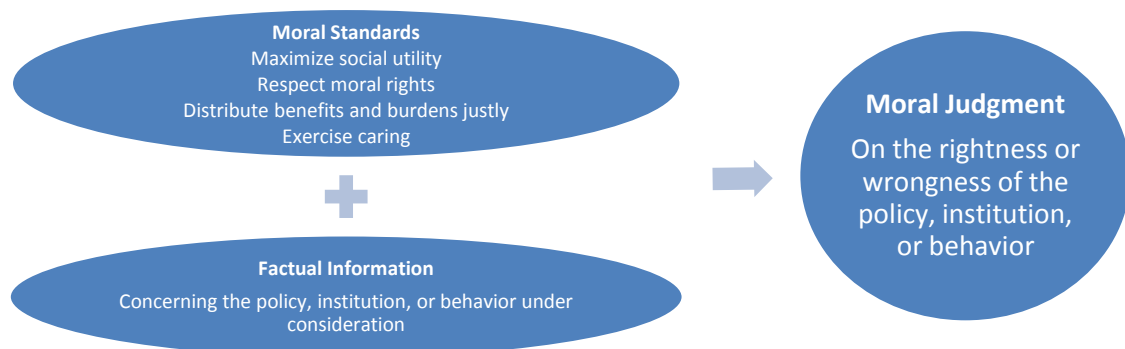 Moral Standards
Maximize social utility
Respect moral rights
Distribute benefits and burdens justly
Exercise caring
Factual Information
Concerning the policy, institution, or behavior under
consideration
Moral Judgment
On the rightness or
wrongness of the
policy, institution,
or behavior